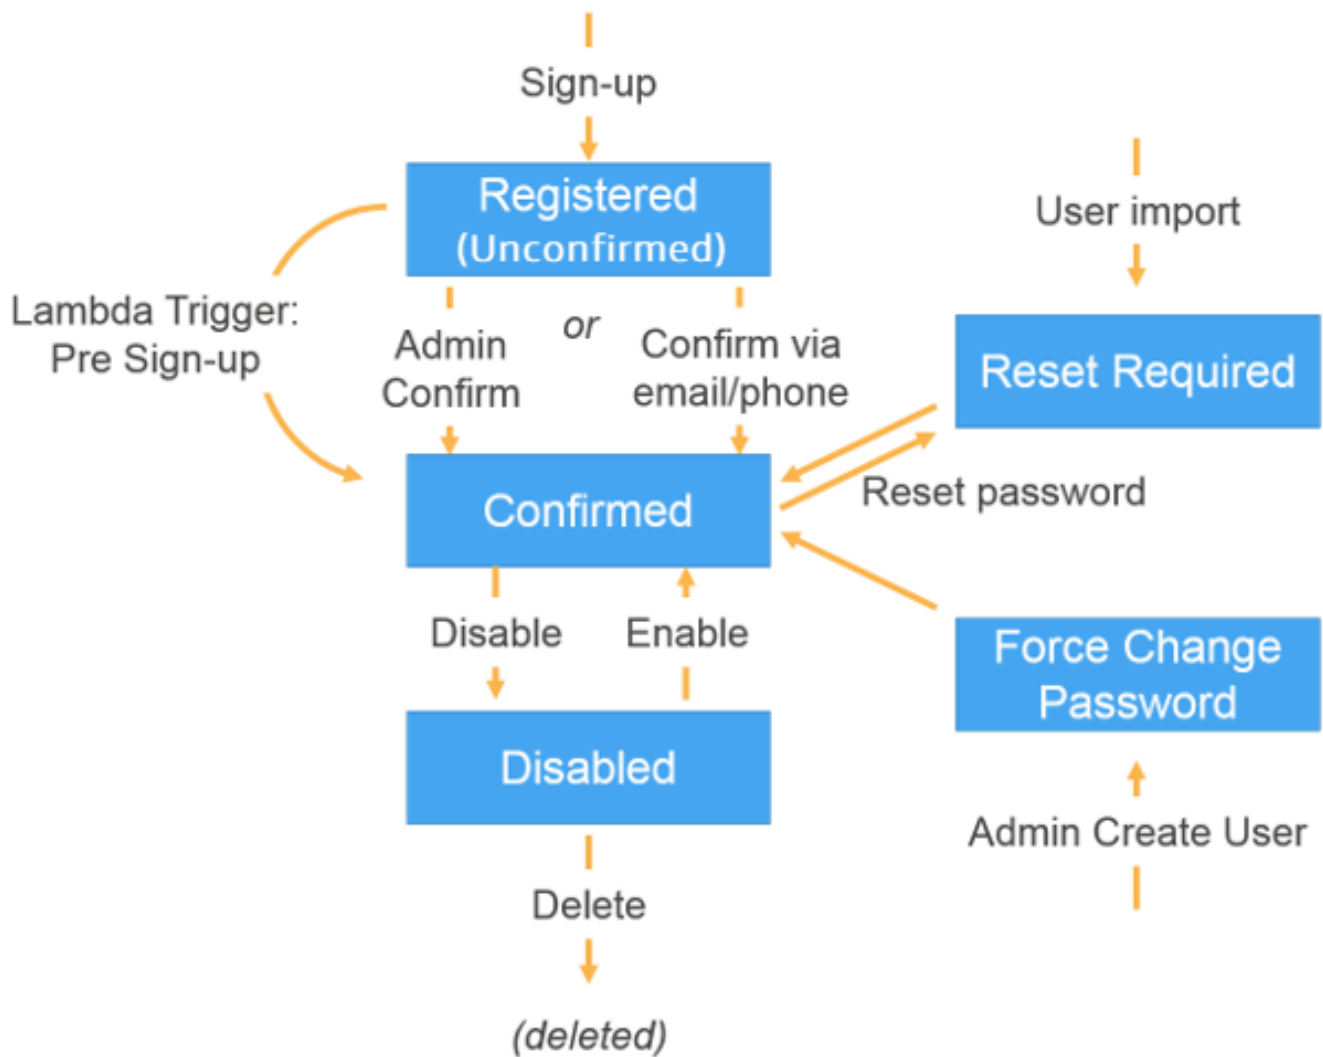 Sign-up
Registered
(Unconfirmed)
User import
Lambda Trigger:
Pre Sign-up
or
Admin
Confirm
Confirm via
email/phone
Reset Required
Confirmed
Reset password
Disable
Enable
Force Change
Password
Disabled
Admin Create User
Delete
(deleted)